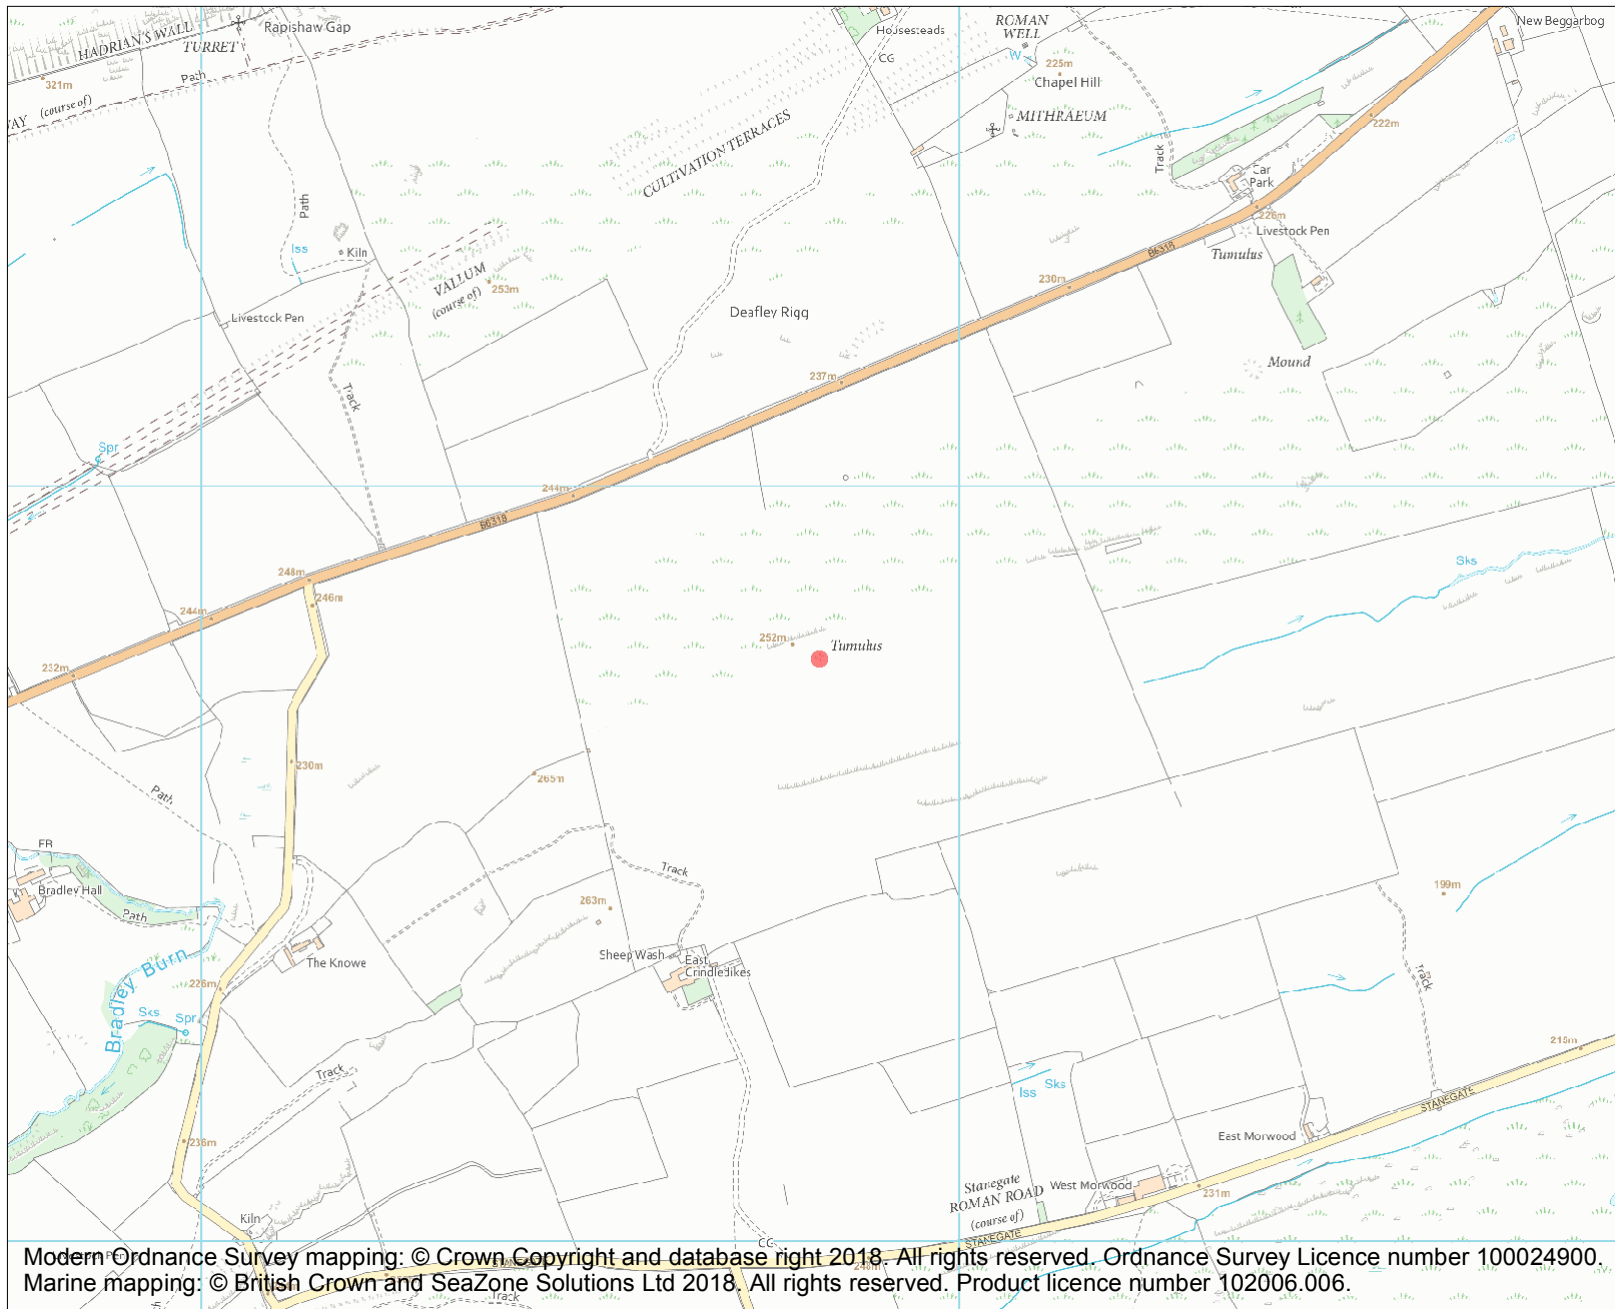 HADRIAN'S WALL
TURRET
Rapishaw Gap
Housesteads
CG
ROMAN
WELL
W
225m
Chapel Hill
MITHRAEUM
New Beggarbog
321m
Path
WAY (course of)
CULTIVATION TERRACES
222m
Track
Car
Park
226m
Livestock Pen
Tumulus
B6318
Path
Iss
Kiln
VALLUM
(course of)
253m
230m
Livestock Pen
Deafley Rigg
Mound
237m
Track
Spr
244m
B6318
248m
246m
244m
Sks
252m
Tumulus
232m
230m
265m
Path
FB
Bradley Hall
Path
Track
199m
263m
Sheep Wash
East
Crindledikes
The Knowe
Bradley Burn
226m
Sks
Spr
Track
Track
215m
Iss
Sks
STANEGATE
East Morwood
236m
Stanegate
ROMAN ROAD
(course of)
West Morwood
231m
Kiln
CG
STANEGATE
Livestock Pen
STANEGATE
248m
Track
Modern Ordnance Survey mapping: © Crown Copyright and database right 2018. All rights reserved. Ordnance Survey Licence number 100024900.
Marine mapping: © British Crown and SeaZone Solutions Ltd 2018. All rights reserved. Product licence number 102006.006.